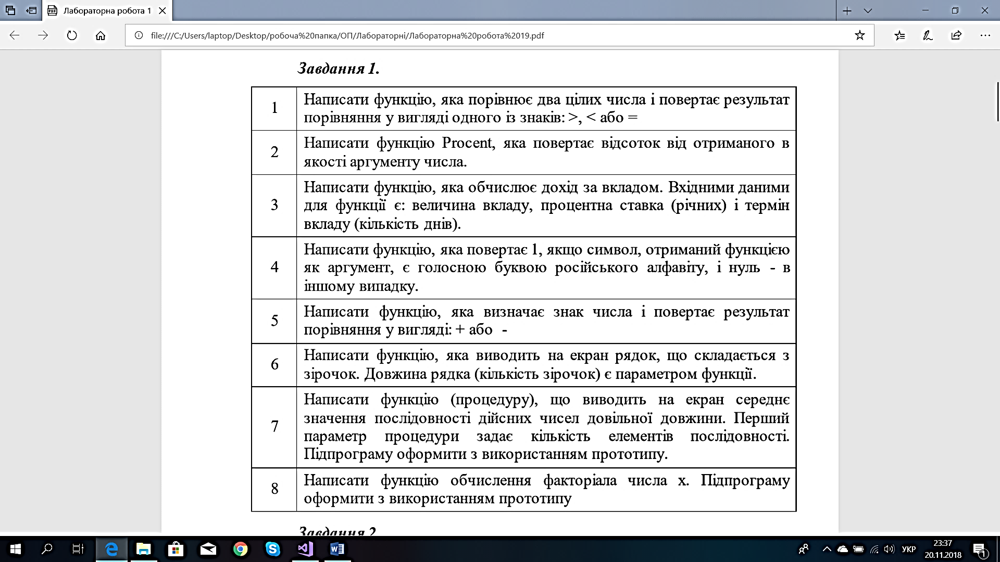 Лабораторна робота 1
file:///C:/Users/laptop/Desktop/робоча%20папка/ОП/Лабораторні/Лабораторна%20робота%2019.pdf
Завдання 1.
1
Написати функцію, яка порівнює два цілих числа і повертає результат
порівняння у вигляді одного із знаків: >, < або =
2
Написати функцію Procent, яка повертає відсоток від отриманого в
якості аргументу числа.
3
Написати функцію, яка обчислює дохід за вкладом. Вхідними даними
для функції є: величина вкладу, процентна ставка (річних) і термін
вкладу (кількість днів).
4
Написати функцію, яка повертає 1, якщо символ, отриманий функцією
як аргумент, є голосною буквою російського алфавіту, і нуль - в
іншому випадку.
5
Написати функцію, яка визначає знак числа і повертає результат
порівняння у вигляді: + або -
6
Написати функцію, яка виводить на екран рядок, що складається з
зірочок. Довжина рядка (кількість зірочок) є параметром функції.
7
Написати функцію (процедуру), що виводить на екран середнє
значення послідовності дійсних чисел довільної довжини. Перший
параметр процедури задає кількість елементів послідовності.
Підпрограму оформити з використанням прототипу.
8
Написати функцію обчислення факторіала числа х. Підпрограму
оформити з використанням прототипу
Завдання 2
УКР
23:37
20.11.2018
1